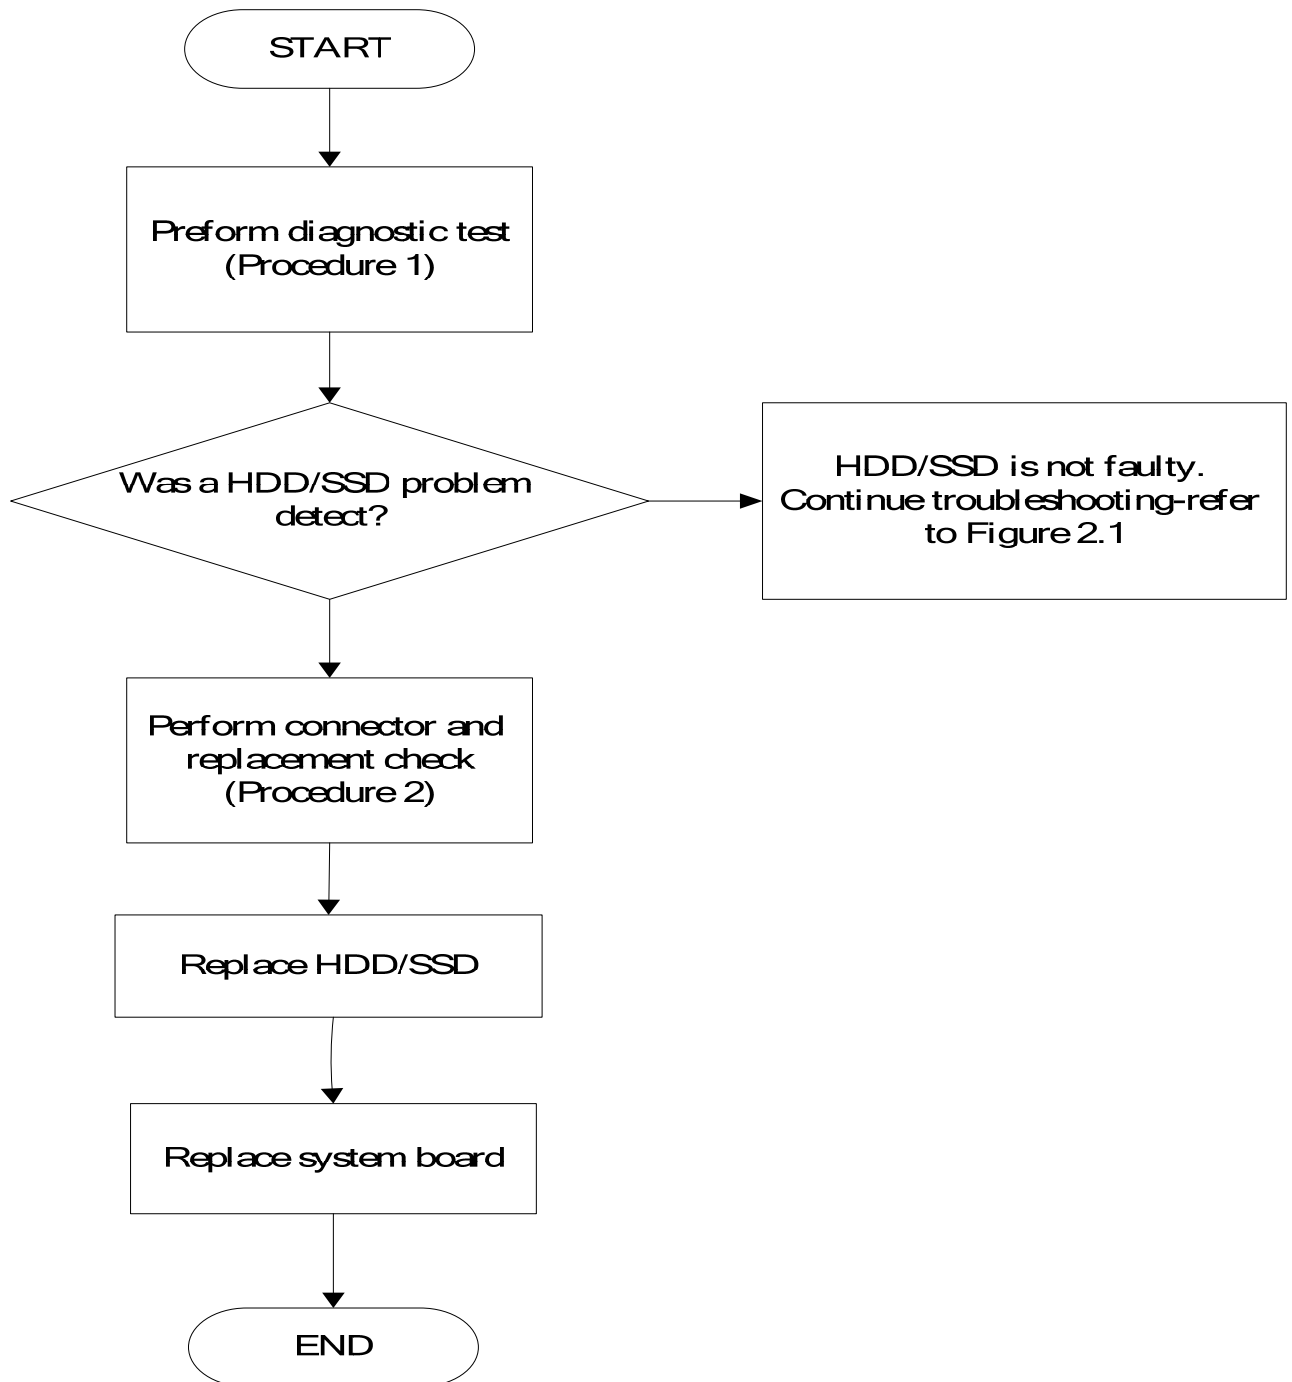 START
Preform diagnostic test
(Procedure 1)
Was a HDD/SSD problem
detect?
HDD/SSD is not faulty.
Continue troubleshooting-refer
to Figure 2.1
Perform connector and
replacement check
(Procedure 2)
Replace HDD/SSD
Replace system board
END